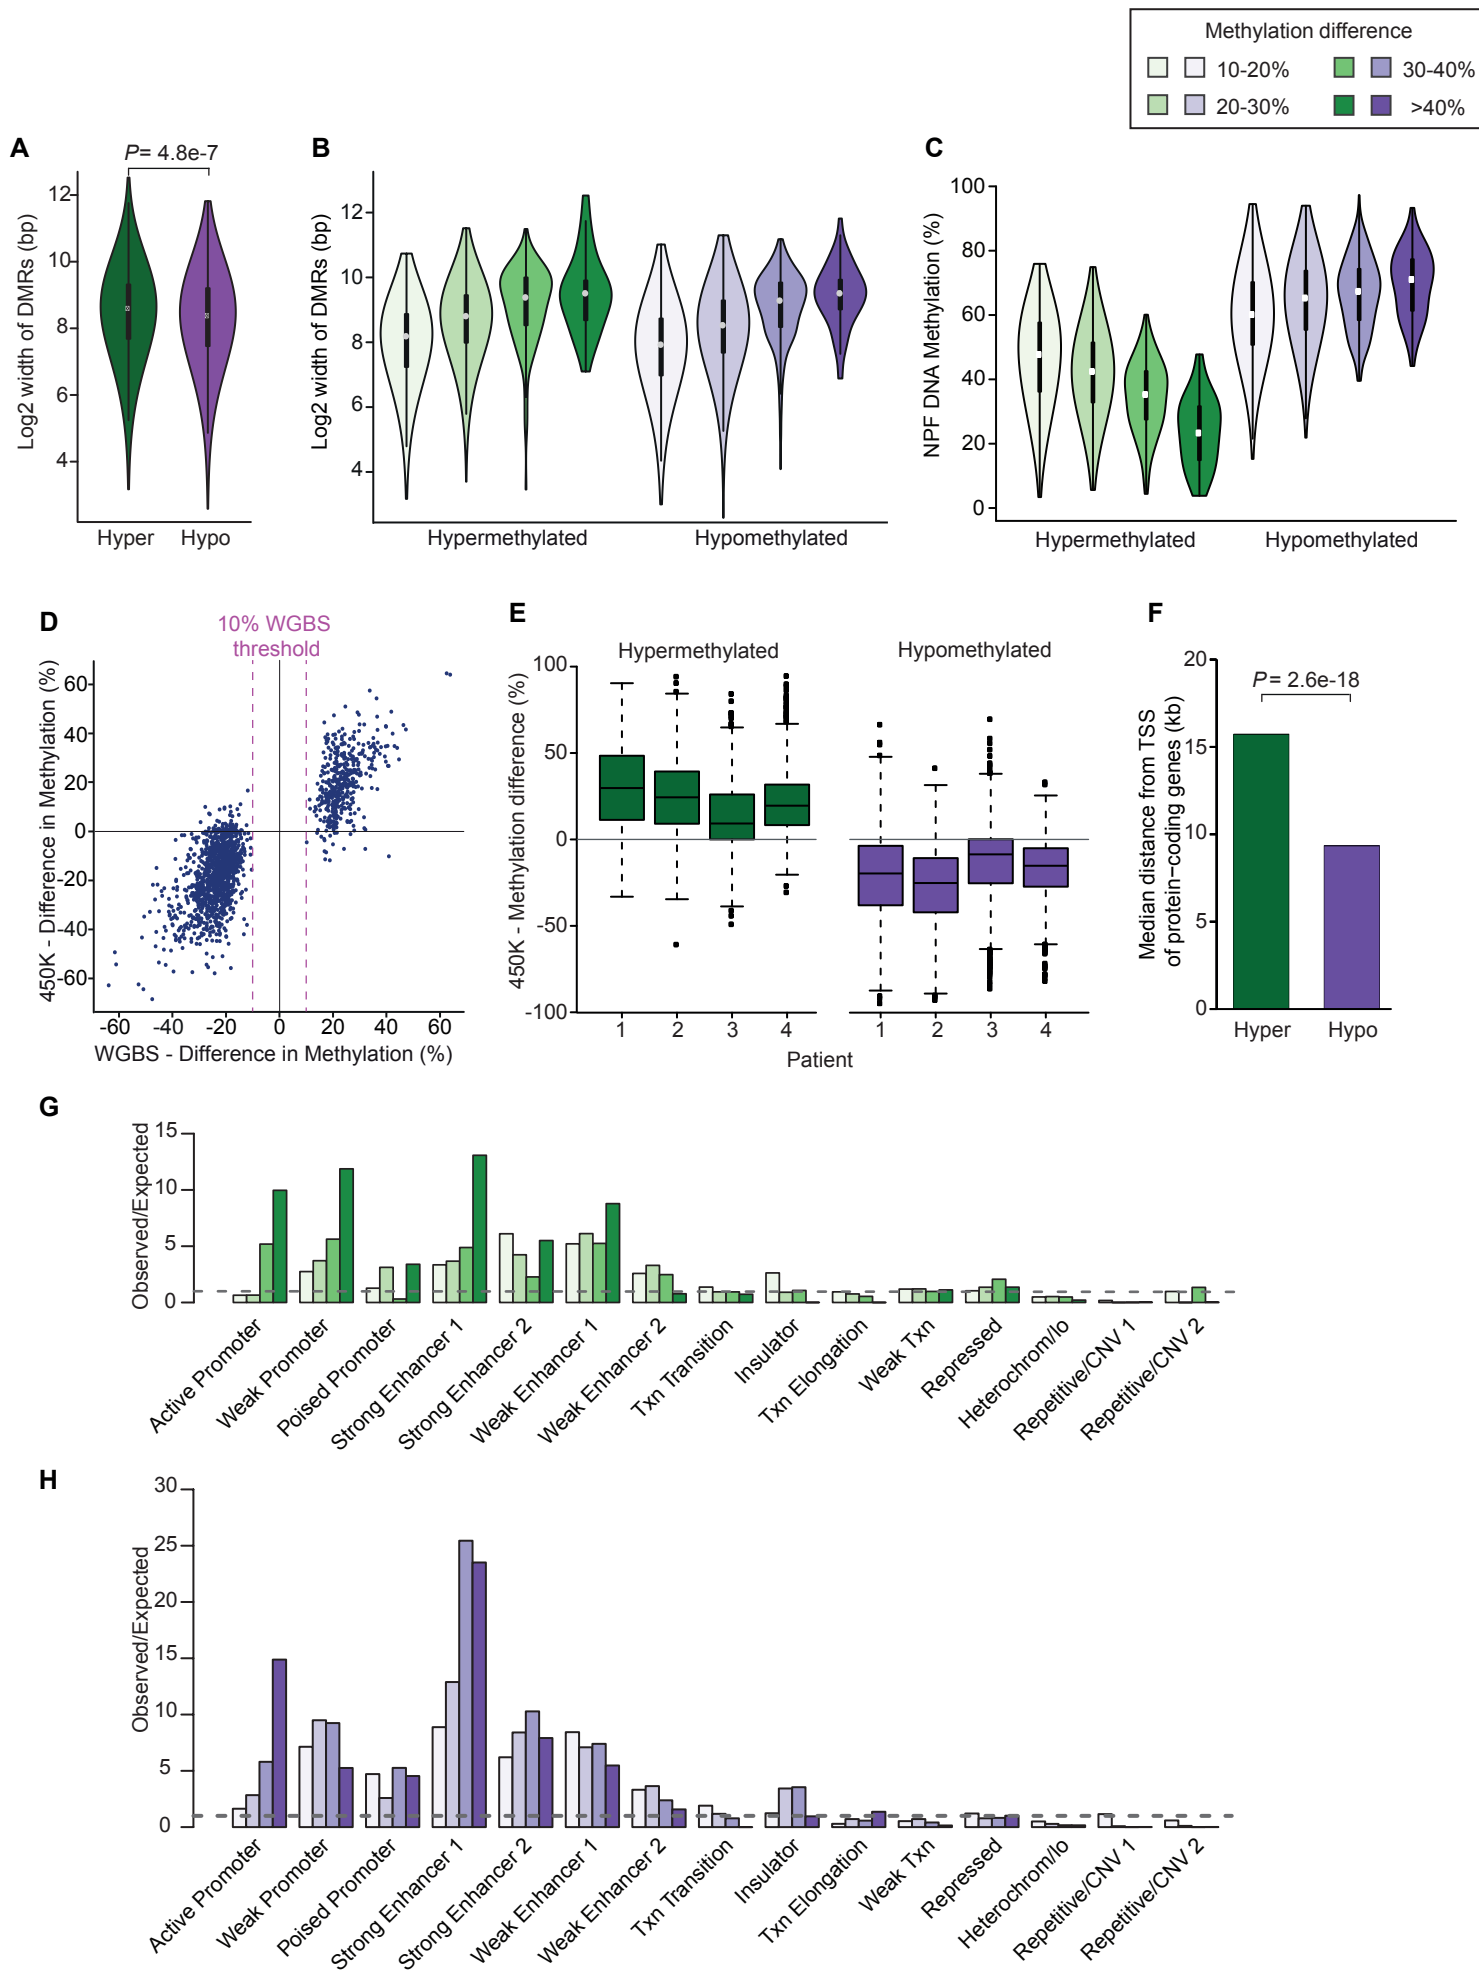 Methylation difference
10-20%
30-40%
20-30%
>40%
A
P= 4.8e-7
Log2 width of DMRs (bp)
12
10
8
6
4
Hyper
Hypo
B
Log2 width of DMRs (bp)
12
10
8
6
4
Hypermethylated
Hypomethylated
C
NPF DNA Methylation (%)
100
80
60
40
20
0
Hypermethylated
Hypomethylated
D
10% WGBS
threshold
450K - Difference in Methylation (%)
60
40
20
0
-20
-40
-60
-60 -40 -20 0 20 40 60
WGBS - Difference in Methylation (%)
E
Hypermethylated
Hypomethylated
450K - Methylation difference (%)
100
50
0
-50
-100
1 2 3 4
1 2 3 4
Patient
F
P= 2.6e-18
Median distance from TSS
of protein−coding genes (kb)
20
15
10
5
0
Hyper
Hypo
G
Observed/Expected
15
10
5
0
Active Promoter
Weak Promoter
Poised Promoter
Strong Enhancer 1
Strong Enhancer 2
Weak Enhancer 1
Weak Enhancer 2
Txn Transition
Insulator
Txn Elongation
Weak Txn
Repressed
Heterochrom/lo
Repetitive/CNV 1
Repetitive/CNV 2
H
Observed/Expected
30
25
20
15
10
5
0
Active Promoter
Weak Promoter
Poised Promoter
Strong Enhancer 1
Strong Enhancer 2
Weak Enhancer 1
Weak Enhancer 2
Txn Transition
Insulator
Txn Elongation
Weak Txn
Repressed
Heterochrom/lo
Repetitive/CNV 1
Repetitive/CNV 2